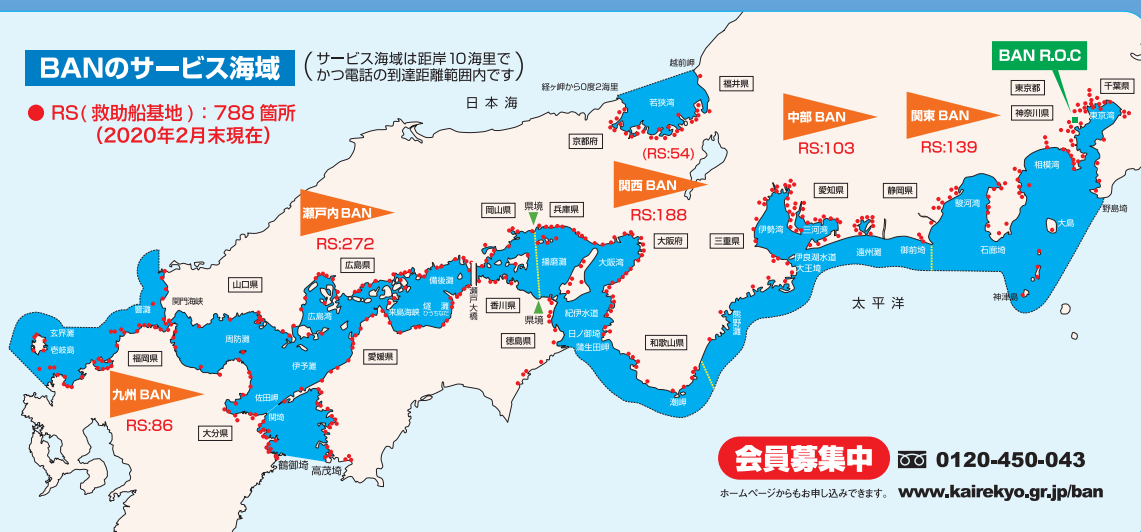 BANのサービス海域
(サービス海域は距岸10海里で
かつ電話の到達距離範囲内です)
● RS(救助船基地):788箇所
(2020年2月末現在)
日本海
経ヶ岬から0度2海里
越前岬
若狭湾
福井県
京都府
(RS:54)
BAN R.O.C
東京都
千葉県
神奈川県
東京湾
中部 BAN
RS:103
関東 BAN
RS:139
関西 BAN
RS:188
瀬戸内 BAN
RS:272
九州 BAN
RS:86
相模湾
野島埼
大島
愛知県
静岡県
駿河湾
石廊埼
神津島
伊勢湾
三河湾
三重県
伊良湖水道
大王埼
遠州灘
御前埼
太平洋
岡山県
県境
兵庫県
大阪府
播磨灘
大阪湾
広島県
備後灘
瀬戸大橋
香川県
県境
徳島県
紀伊水道
日ノ御埼
蒲生田岬
和歌山県
熊野灘
潮岬
山口県
関門海峡
響灘
玄界灘
壱岐島
福岡県
周防灘
広島湾
来島海峡
燧灘
ひうちなだ
愛媛県
伊予灘
佐田岬
関埼
大分県
鶴御埼
高茂埼
会員募集中
0120-450-043
ホームページからもお申し込みできます。 www.kairekyo.gr.jp/ban